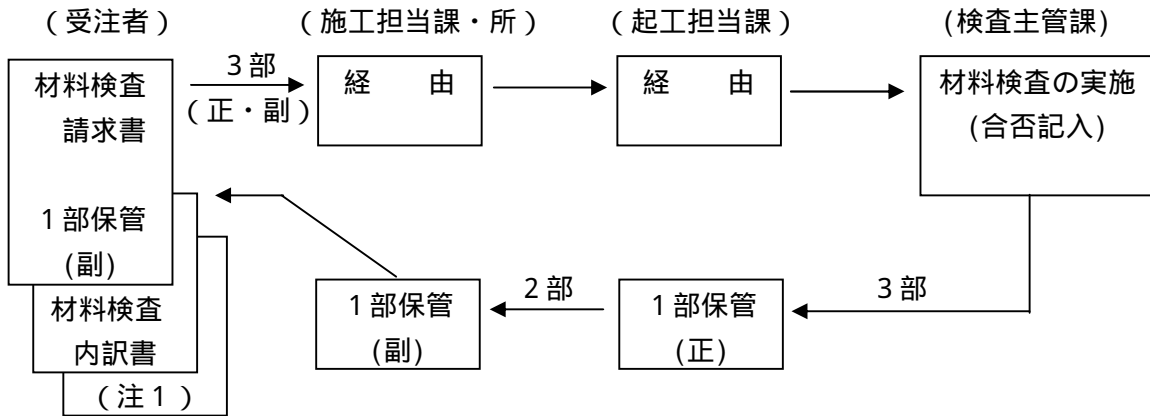 (受注者)
(施工担当課・所)
(起工担当課)
(検査主管課)
材料検査
請求書
1部保管
(副)
材料検査
内訳書
(注1)
3部
(正・副)
経　由
経　由
材料検査の実施
(合否記入)
1部保管
(副)
2部
1部保管
(正)
3部